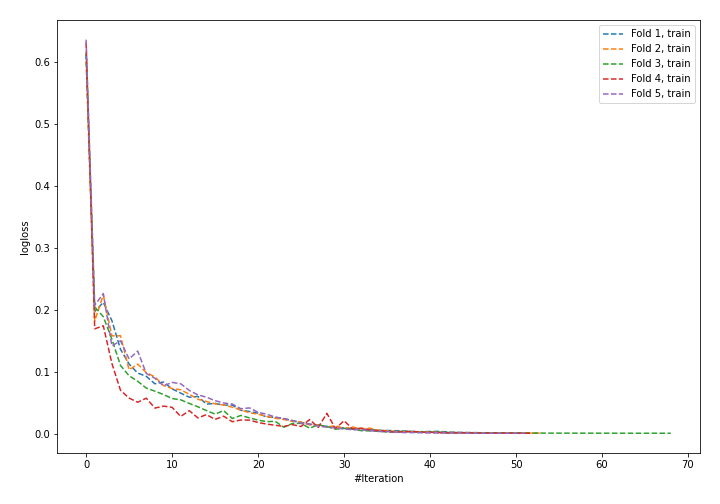 Fold 1, train
Fold 2, train
Fold 3, train
Fold 4, train
Fold 5, train
logloss
0.6
0.5
0.4
0.3
0.2
0.1
0.0
0 10 20 30 40 50 60 70
#Iteration